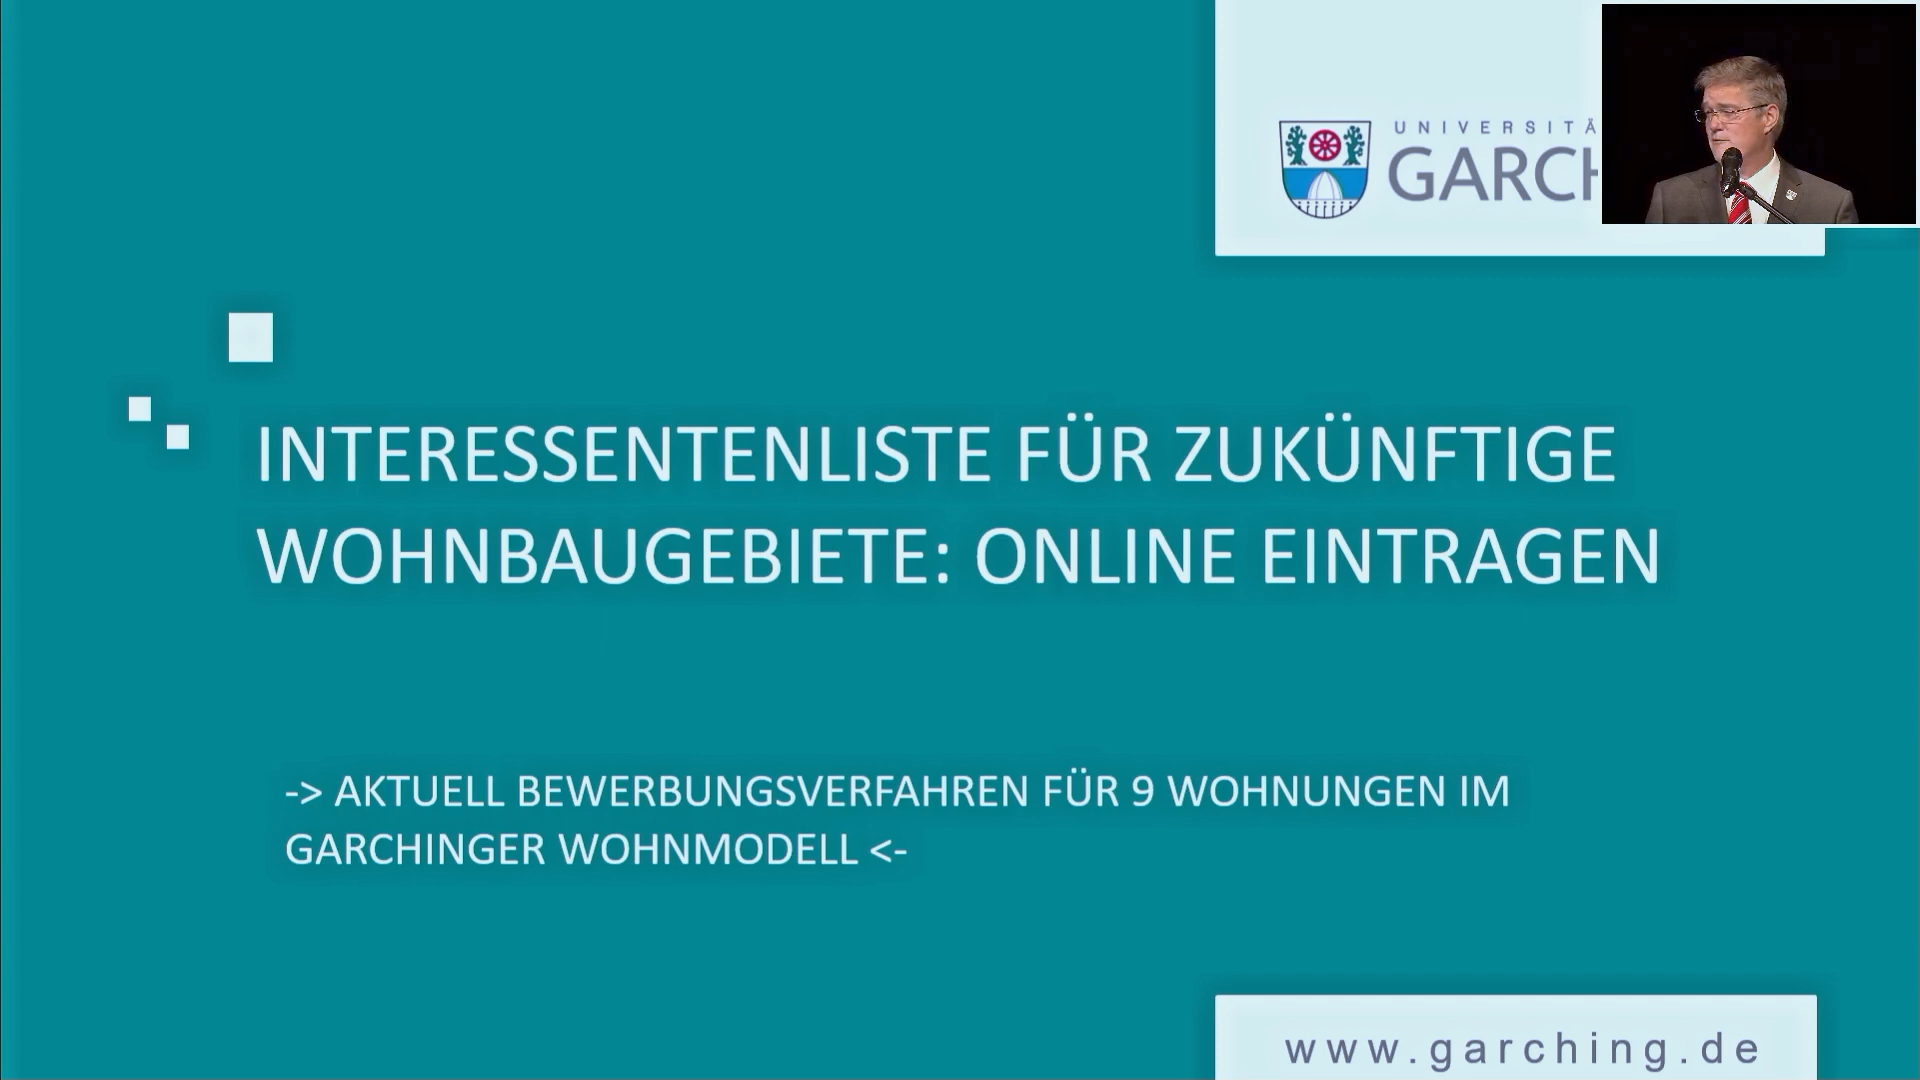 UNIVERSITÄ
GARCH
INTERESSENTENLISTE FÜR ZUKÜNFTIGE
WOHNBAUGEBIETE: ONLINE EINTRAGEN
-> AKTUELL BEWERBUNGSVERFAHREN FÜR 9 WOHNUNGEN IM
GARCHINGER WOHNMODELL <-
www.garching.de